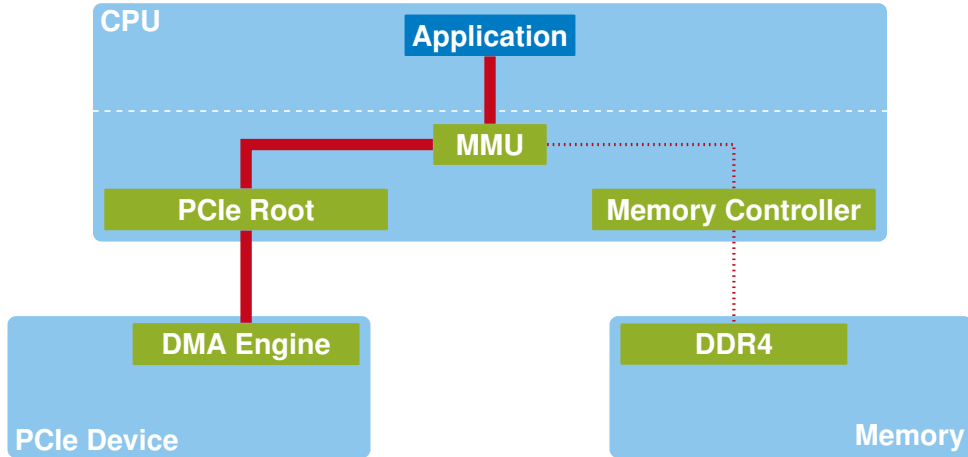 CPU
Application
MMU
PCIe Root
Memory Controller
DMA Engine
DDR4
PCIe Device
Memory